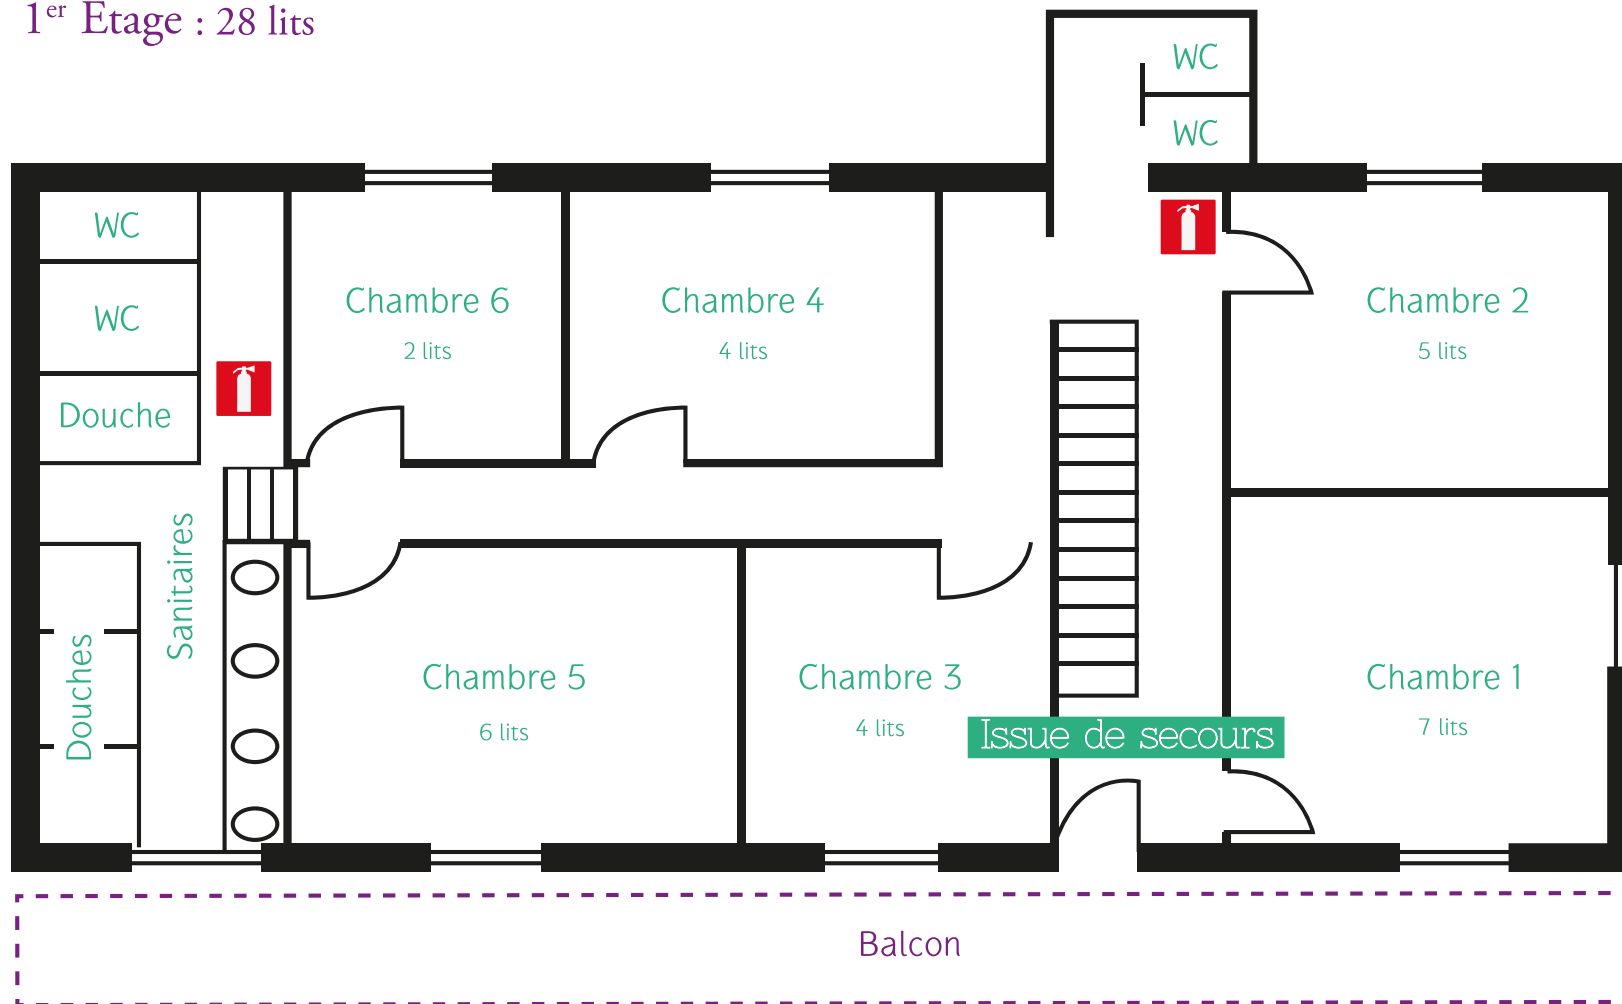 1er Etage : 28 lits
WC
WC
WC
WC
Douche
Chambre 6
2 lits
Chambre 4
4 lits
Chambre 2
5 lits
Sanitaires
Douches
Chambre 5
6 lits
Chambre 3
4 lits
Chambre 1
7 lits
Issue de secours
Balcon